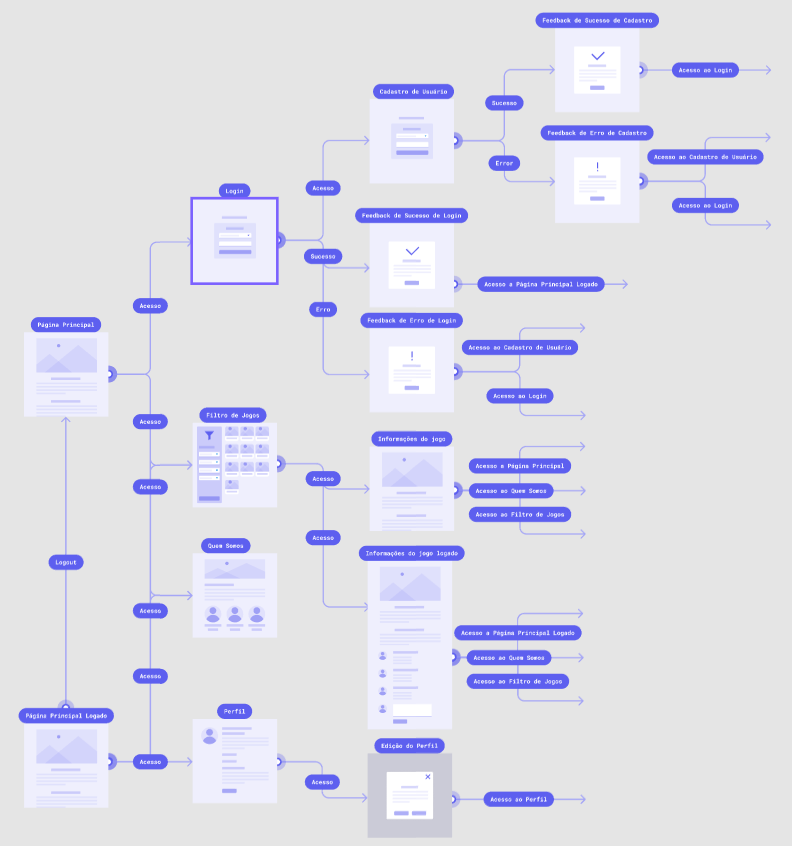 Feedback de Sucesso de Cadastro
Acesso ao Login
Cadastro de Usuário
Sucesso
Feedback de Erro de Cadastro
Acesso ao Cadastro de Usuário
Error
Login
Acesso
Acesso ao Login
Feedback de Sucesso de Login
Sucesso
Acesso a Página Principal Logado
Acesso
Erro
Feedback de Erro de Login
Página Principal
Acesso ao Cadastro de Usuário
Acesso ao Login
Filtro de Jogos
Acesso
Informações do jogo
Acesso a Página Principal
Acesso
Acesso
Acesso ao Quem Somos
Acesso ao Filtro de Jogos
Acesso
Quem Somos
Informações do jogo logado
Logout
Acesso
Acesso a Página Principal Logado
Acesso ao Quem Somos
Acesso
Acesso ao Filtro de Jogos
Página Principal Logado
Perfil
Edição do Perfil
Acesso
Acesso
Acesso ao Perfil